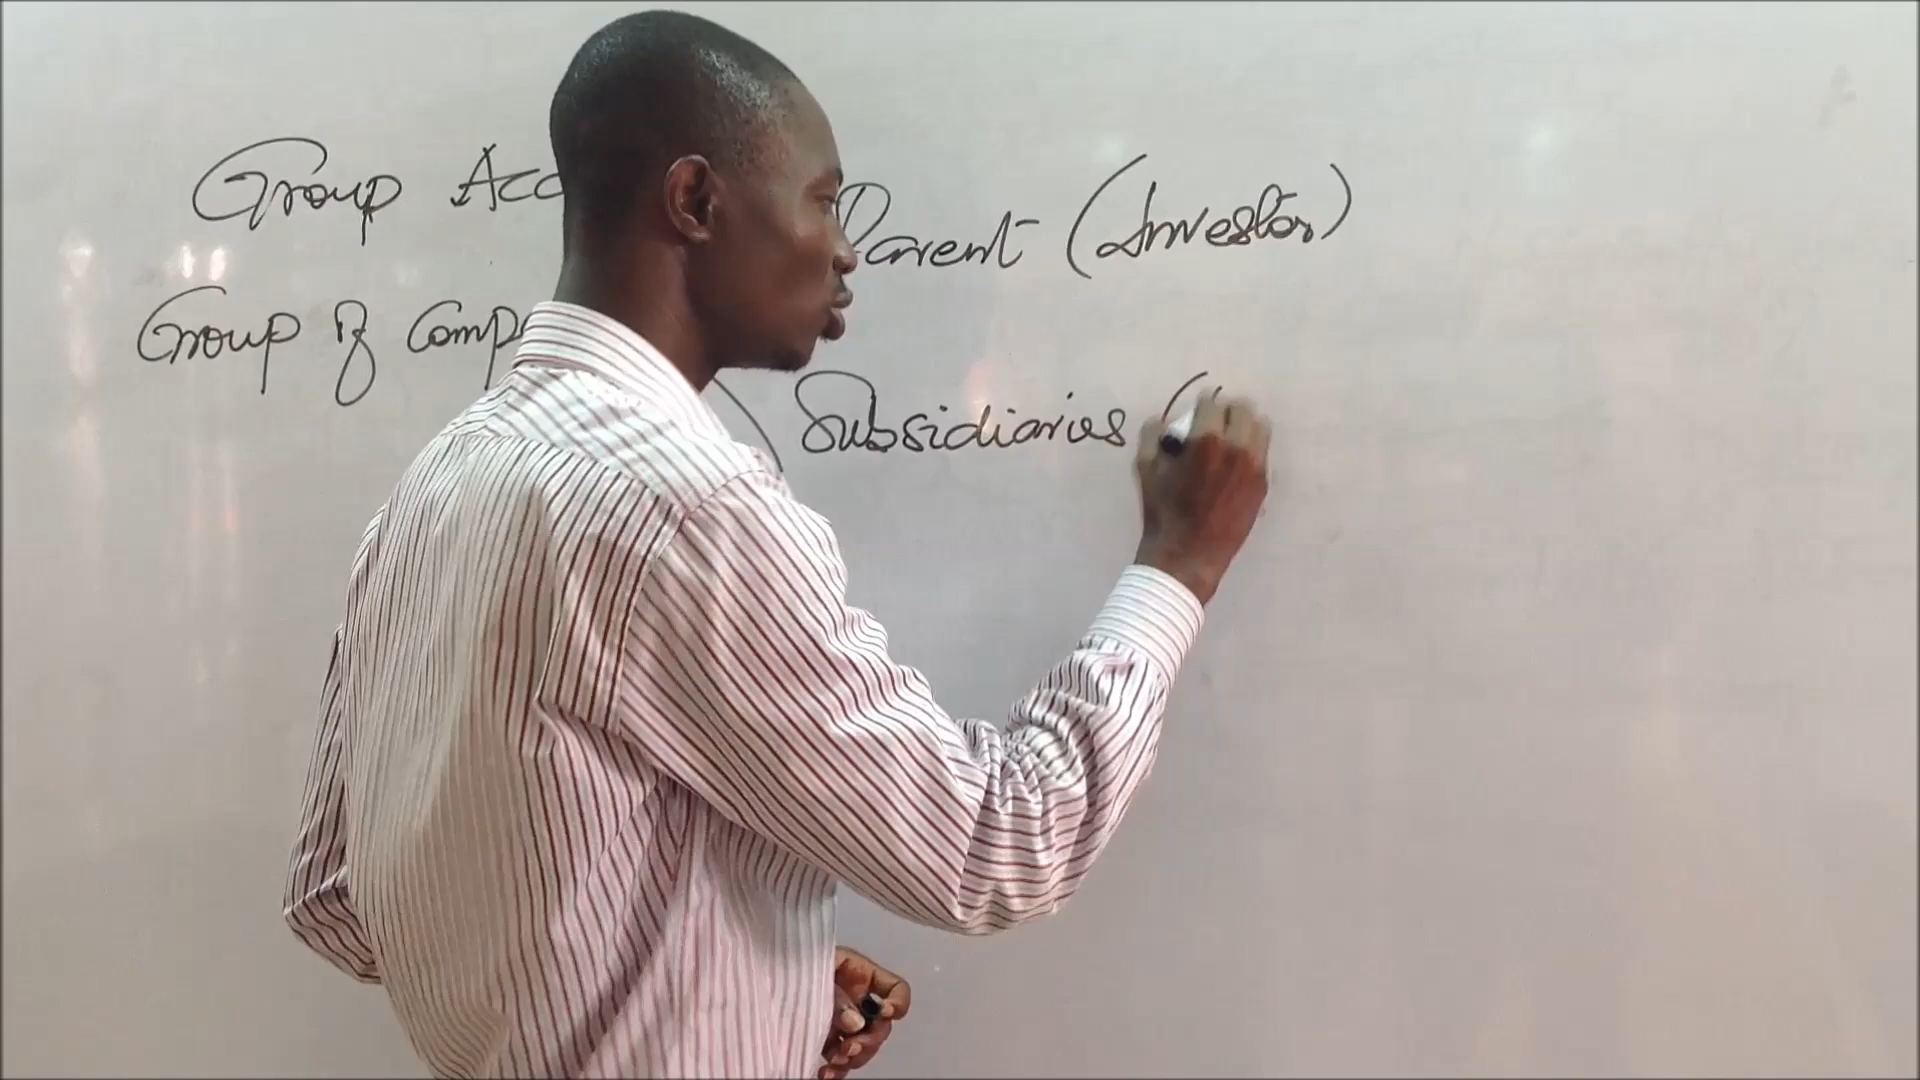 Group Acc
Parent (Investor)
Group of Comp
Subsidiaries (